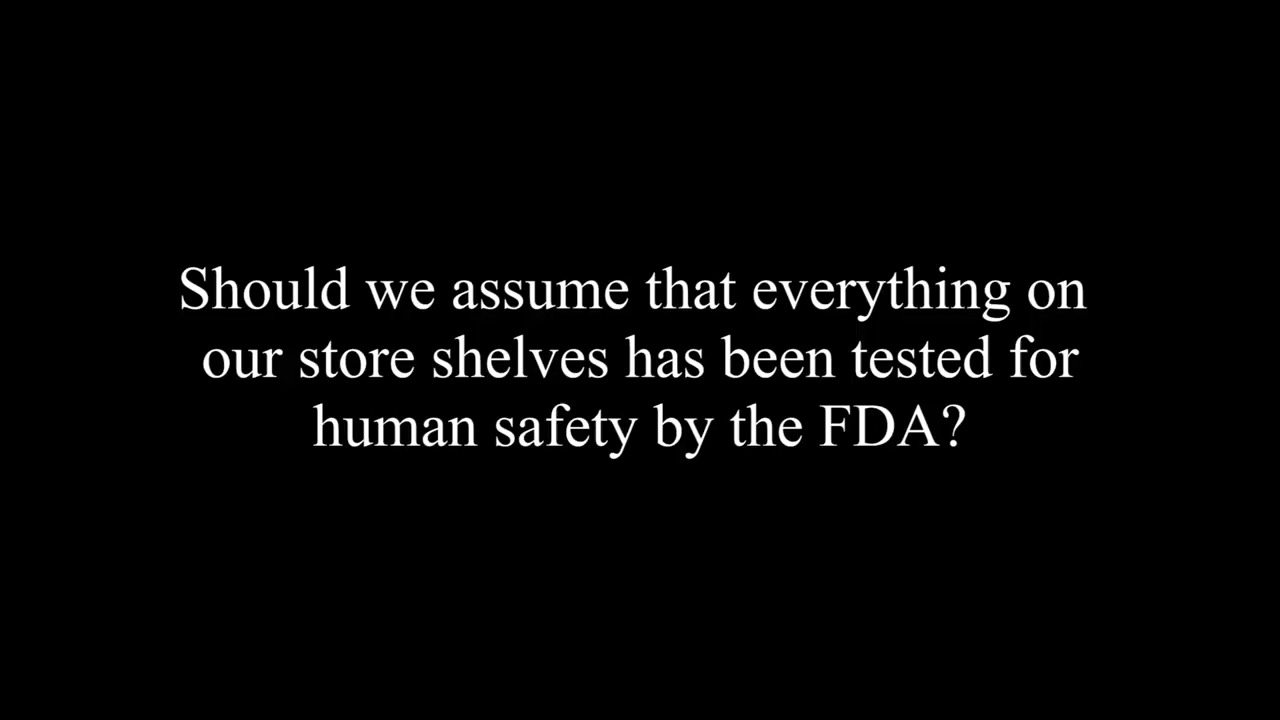 Should we assume that everything on
our store shelves has been tested for
human safety by the FDA?